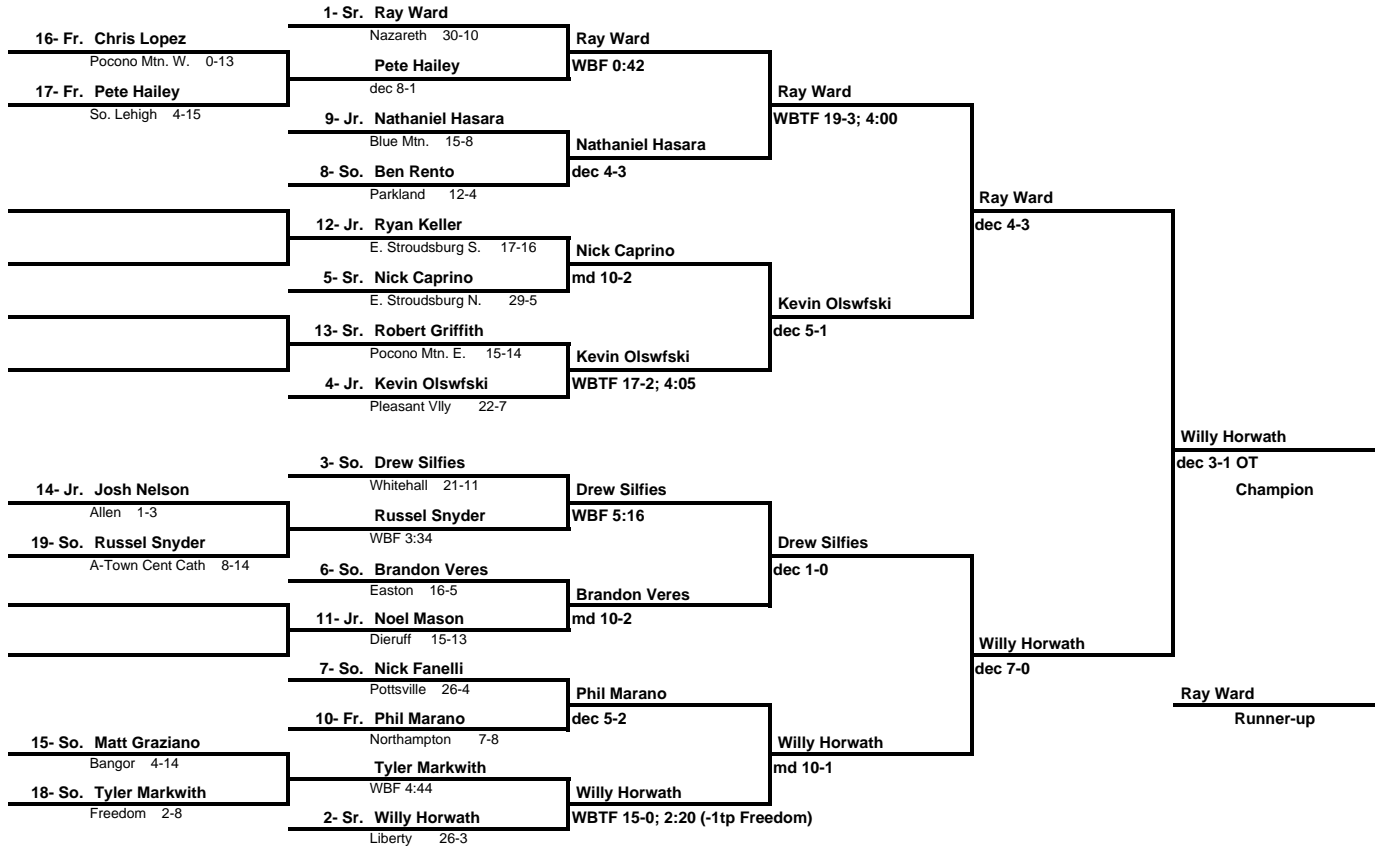 1- Sr. Ray Ward
Nazareth 30-10
16- Fr. Chris Lopez
Pocono Mtn. W. 0-13
Pete Hailey
dec 8-1
17- Fr. Pete Hailey
So. Lehigh 4-15
9- Jr. Nathaniel Hasara
Blue Mtn. 15-8
8- So. Ben Rento
Parkland 12-4
12- Jr. Ryan Keller
E. Stroudsburg S. 17-16
5- Sr. Nick Caprino
E. Stroudsburg N. 29-5
13- Sr. Robert Griffith
Pocono Mtn. E. 15-14
4- Jr. Kevin Olswfski
Pleasant Vlly 22-7
3- So. Drew Silfies
Whitehall 21-11
14- Jr. Josh Nelson
Allen 1-3
Russel Snyder
WBF 3:34
19- So. Russel Snyder
A-Town Cent Cath 8-14
6- So. Brandon Veres
Easton 16-5
11- Jr. Noel Mason
Dieruff 15-13
7- So. Nick Fanelli
Pottsville 26-4
10- Fr. Phil Marano
Northampton 7-8
15- So. Matt Graziano
Bangor 4-14
Tyler Markwith
WBF 4:44
18- So. Tyler Markwith
Freedom 2-8
2- Sr. Willy Horwath
Liberty 26-3
Ray Ward
WBF 0:42
Nathaniel Hasara
dec 4-3
Nick Caprino
md 10-2
Kevin Olswfski
WBTF 17-2; 4:05
Drew Silfies
WBF 5:16
Brandon Veres
md 10-2
Phil Marano
dec 5-2
Willy Horwath
WBTF 15-0; 2:20 (-1tp Freedom)
Ray Ward
WBTF 19-3; 4:00
Kevin Olswfski
dec 5-1
Drew Silfies
dec 1-0
Willy Horwath
md 10-1
Ray Ward
dec 4-3
Willy Horwath
dec 7-0
Willy Horwath
dec 3-1 OT
Champion
Ray Ward
Runner-up